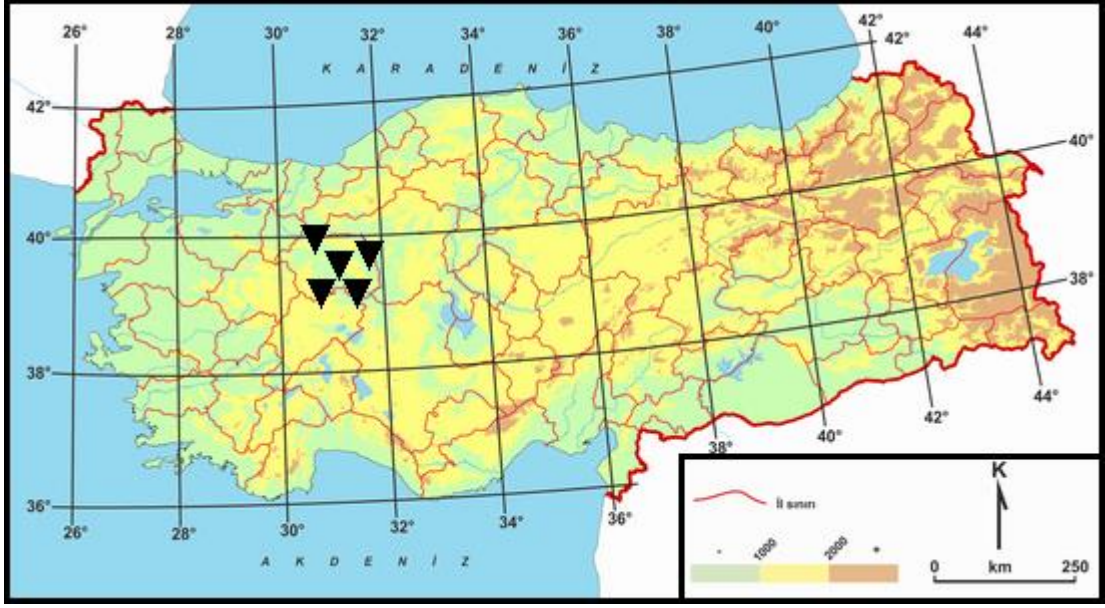 26° 28° 30° 32° 34° 36° 38° 40° 42° 44°
42°
K A R A D E N İ Z
42° 40°
40° 38°
38°
36°
26° 28° 30° 32° 34° 36° 38° 40° 42° 44°
A K D E N İ Z
İl sınırı
K
- 1000 2000 +
0 km 250